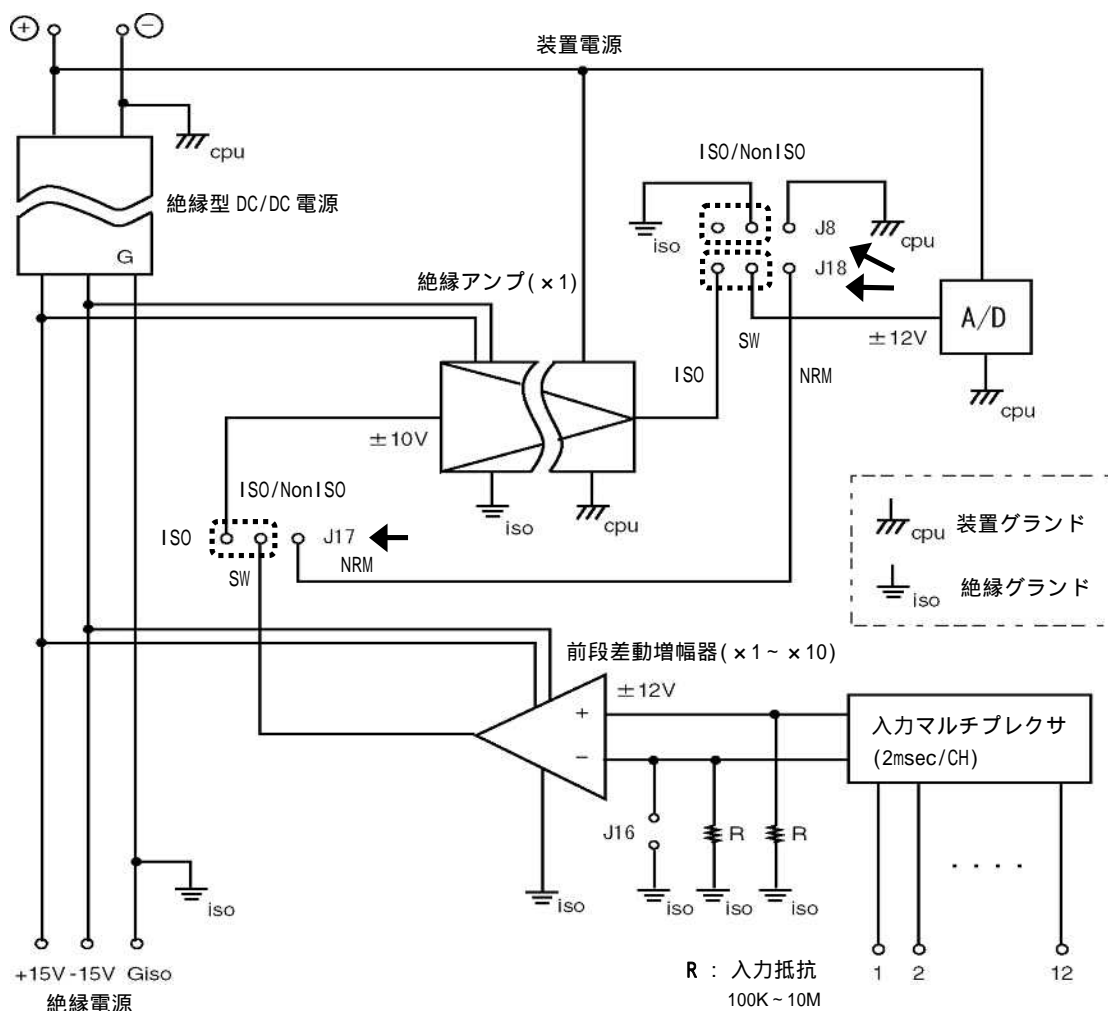 + −
装置電源
cpu
ISO/NonISO
絶縁型 DC/DC 電源
G
iso
J8
cpu
J18
絶縁アンプ(×1)
A/D
±12V
SW
ISO
NRM
cpu
±10V
ISO/NonISO
iso
cpu
ISO
J17
SW
NRM
cpu 装置グランド
iso 絶縁グランド
前段差動増幅器(×1~×10)
±12V
+
−
入力マルチプレクサ
(2msec/CH)
J16
R
R
....
iso
iso
iso
iso
iso
+15V -15V Giso
絶縁電源
1 2 12
R : 入力抵抗
100K~10M